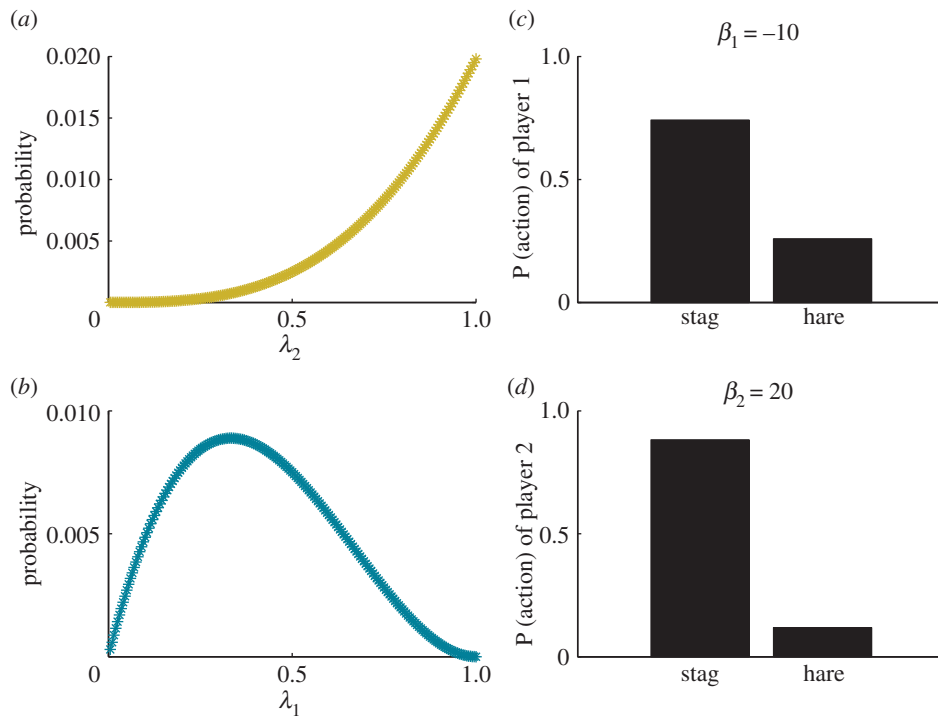 (a)
0.020
0.015
0.010
0.005
probability
0
0.5
1.0
λ2
(b)
0.010
0.005
probability
0
0.5
1.0
λ1
(c)
β1 = –10
1.0
0.5
0
P (action) of player 1
stag
hare
(d)
β2 = 20
1.0
0.5
0
P (action) of player 2
stag
hare